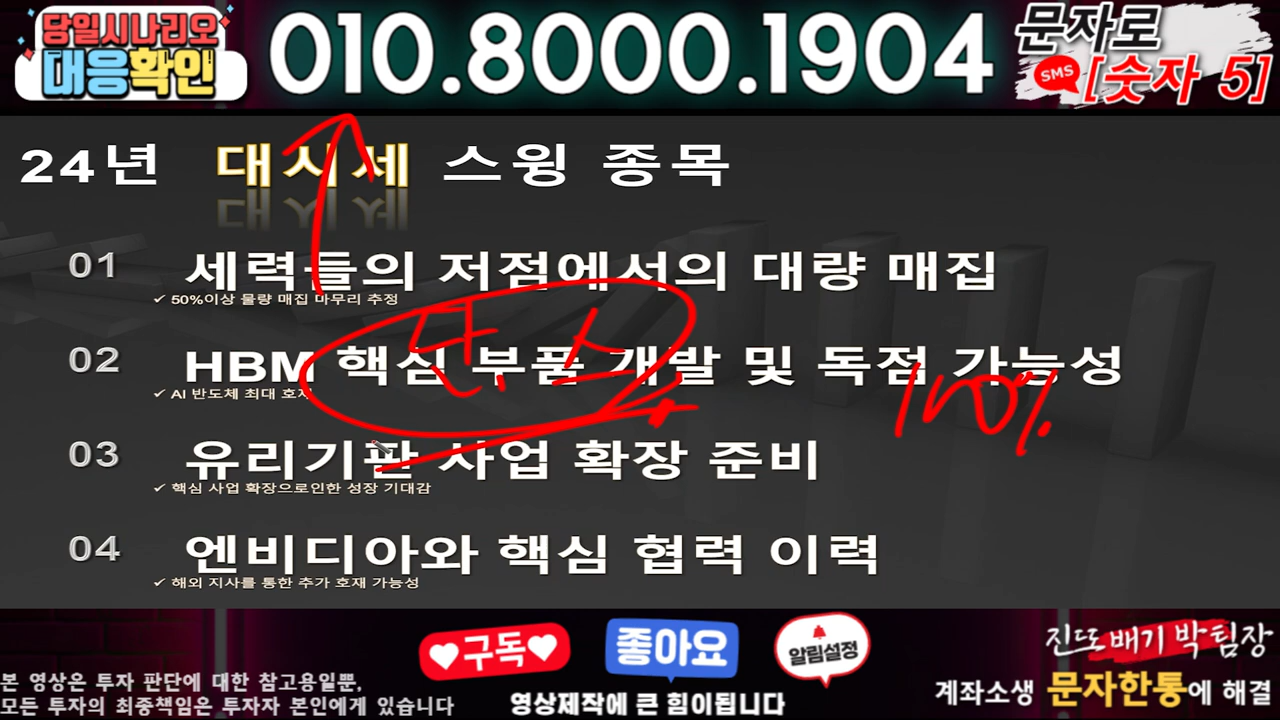 당일시나리오
대응확인
010.8000.1904
문자로
SMS [숫자 5]
24년 대시세 스윙 종목
01 세력들의 저점에서의 대량 매집
✓ 50%이상 물량 매집 마무리 추정
02 HBM 핵심 부품 개발 및 독점 가능성
✓ AI 반도체 최대 호재
100%
03 유리기판 사업 확장 준비
✓ 핵심 사업 확장으로인한 성장 기대감
04 엔비디아와 핵심 협력 이력
✓ 해외 지사를 통한 추가 호재 가능성
구독
좋아요
알림설정
영상제작에 큰 힘이됩니다
본 영상은 투자 판단에 대한 참고용일뿐,
모든 투자의 최종책임은 투자자 본인에게 있습니다
진또배기 박팀장
계좌소생 문자한통에 해결